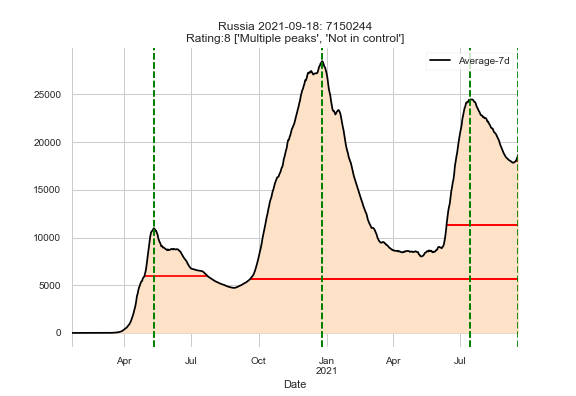 Russia 2021-09-18: 7150244
Rating:8 ['Multiple peaks', 'Not in control']
Average-7d
25000
20000
15000
10000
5000
0
Apr
Jul
Oct
Jan
2021
Apr
Jul
Date